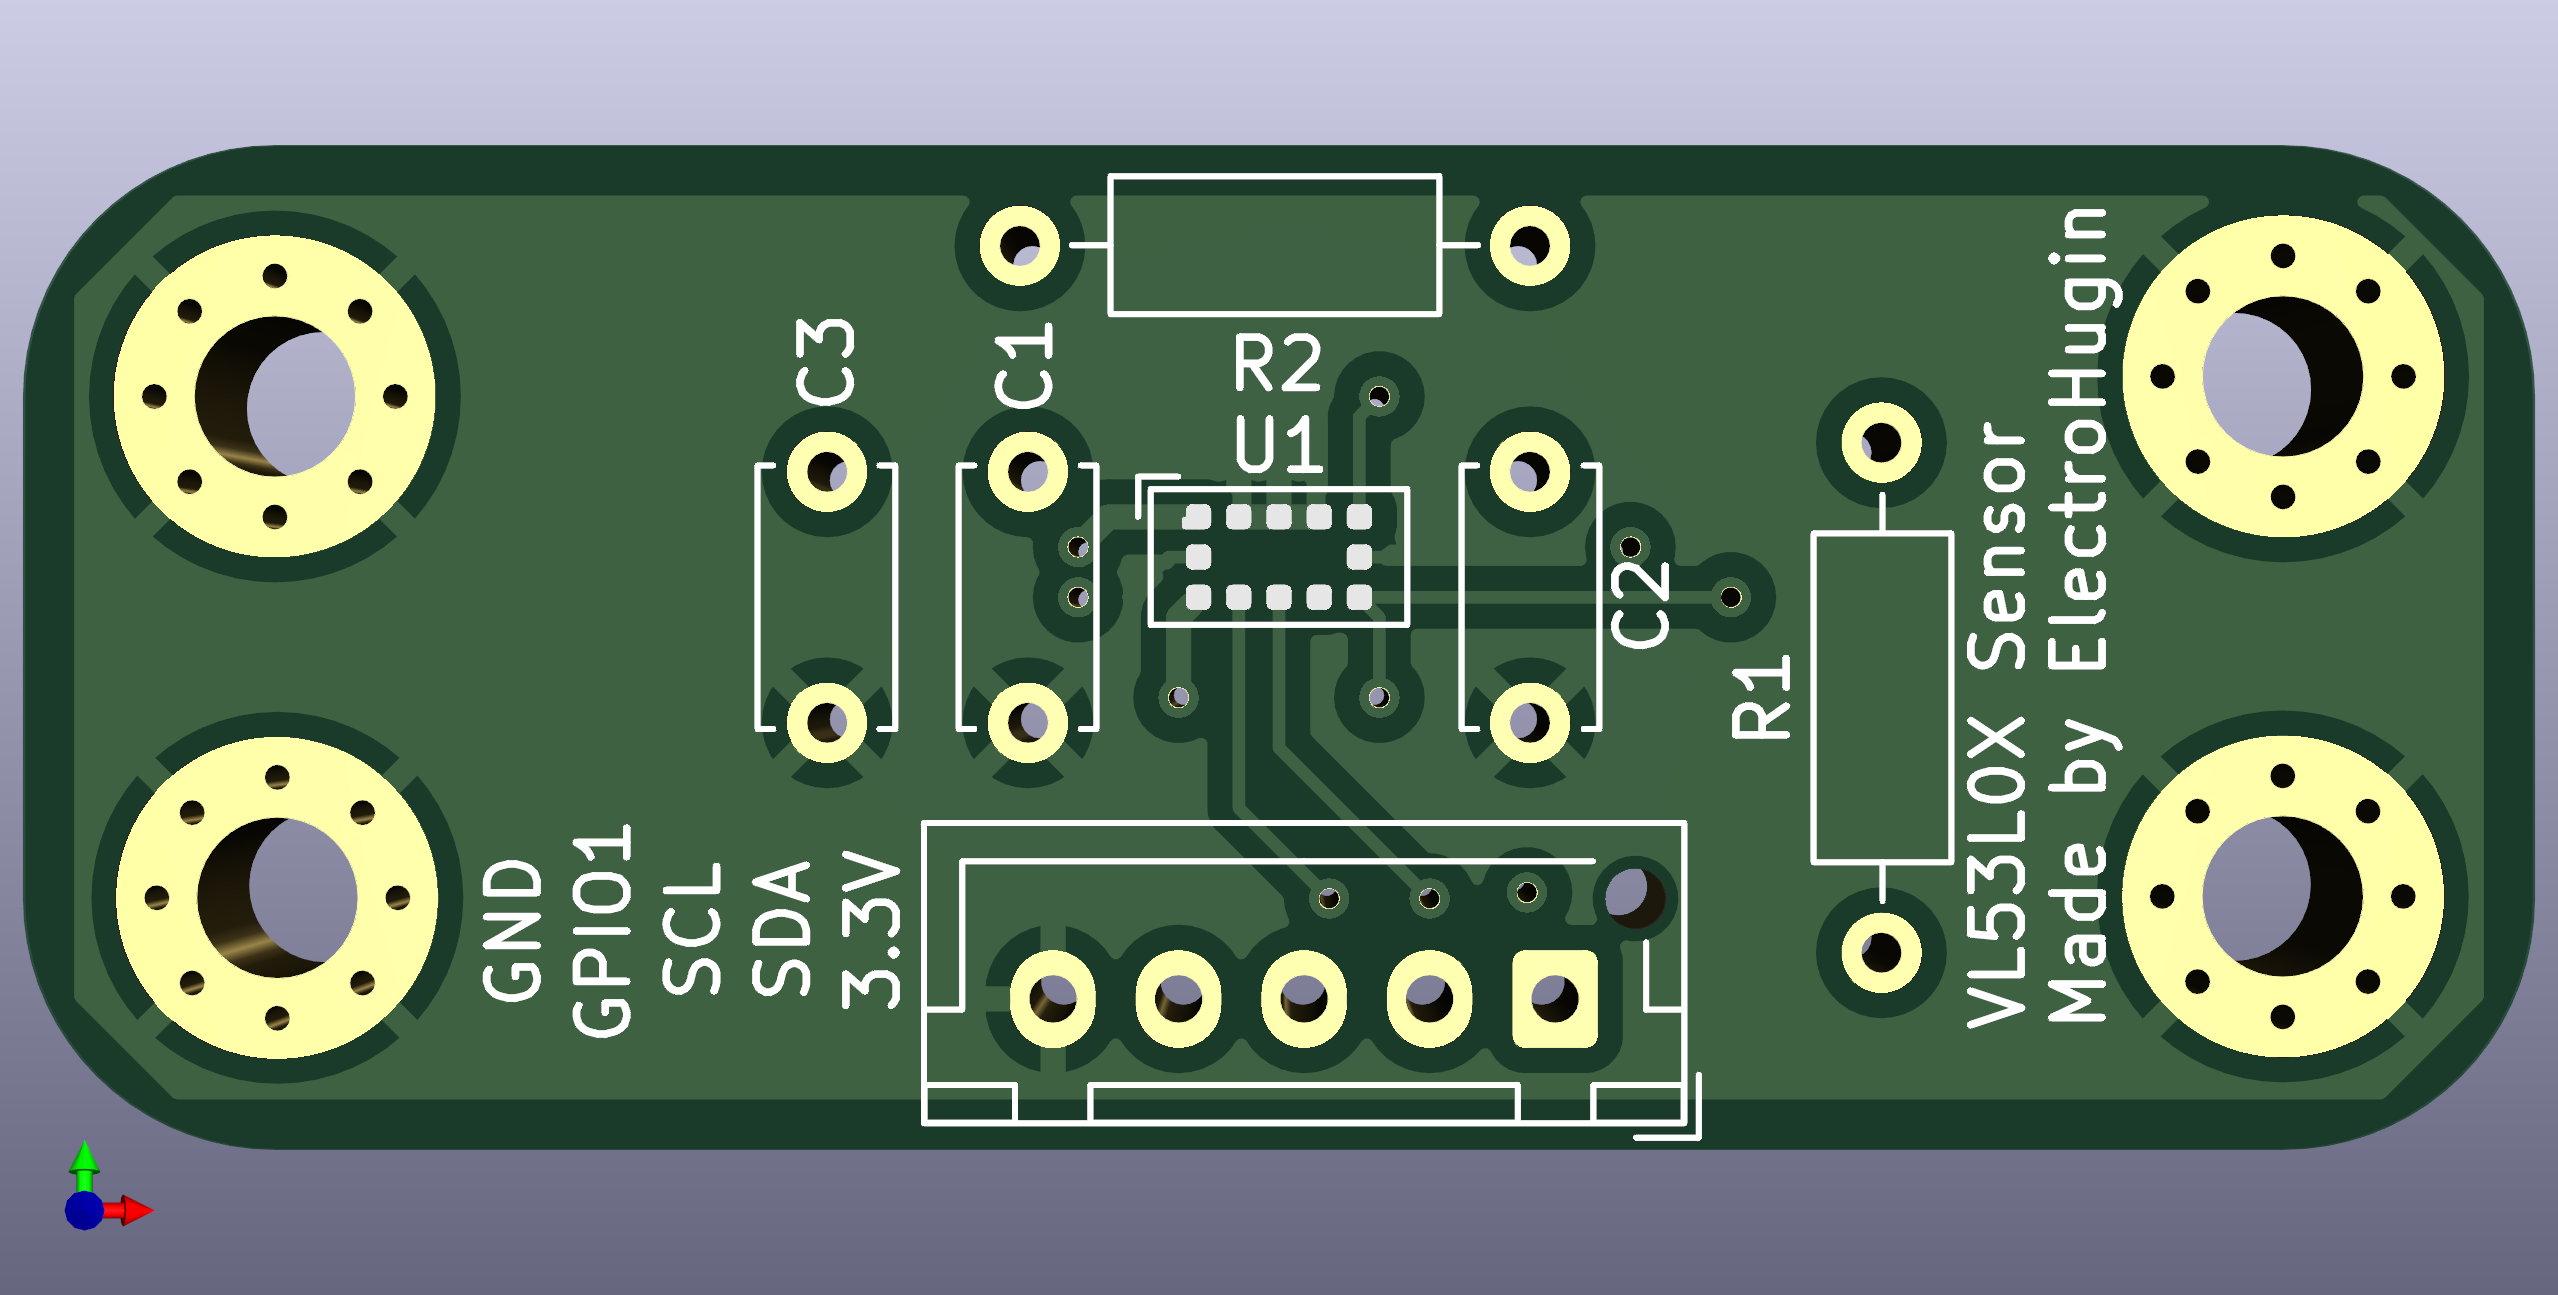 C3
C1
R2
U1
C2
R1
GND
GPIO1
SCL
SDA
3.3V
VL53L0X Sensor
Made by ElectroHugin